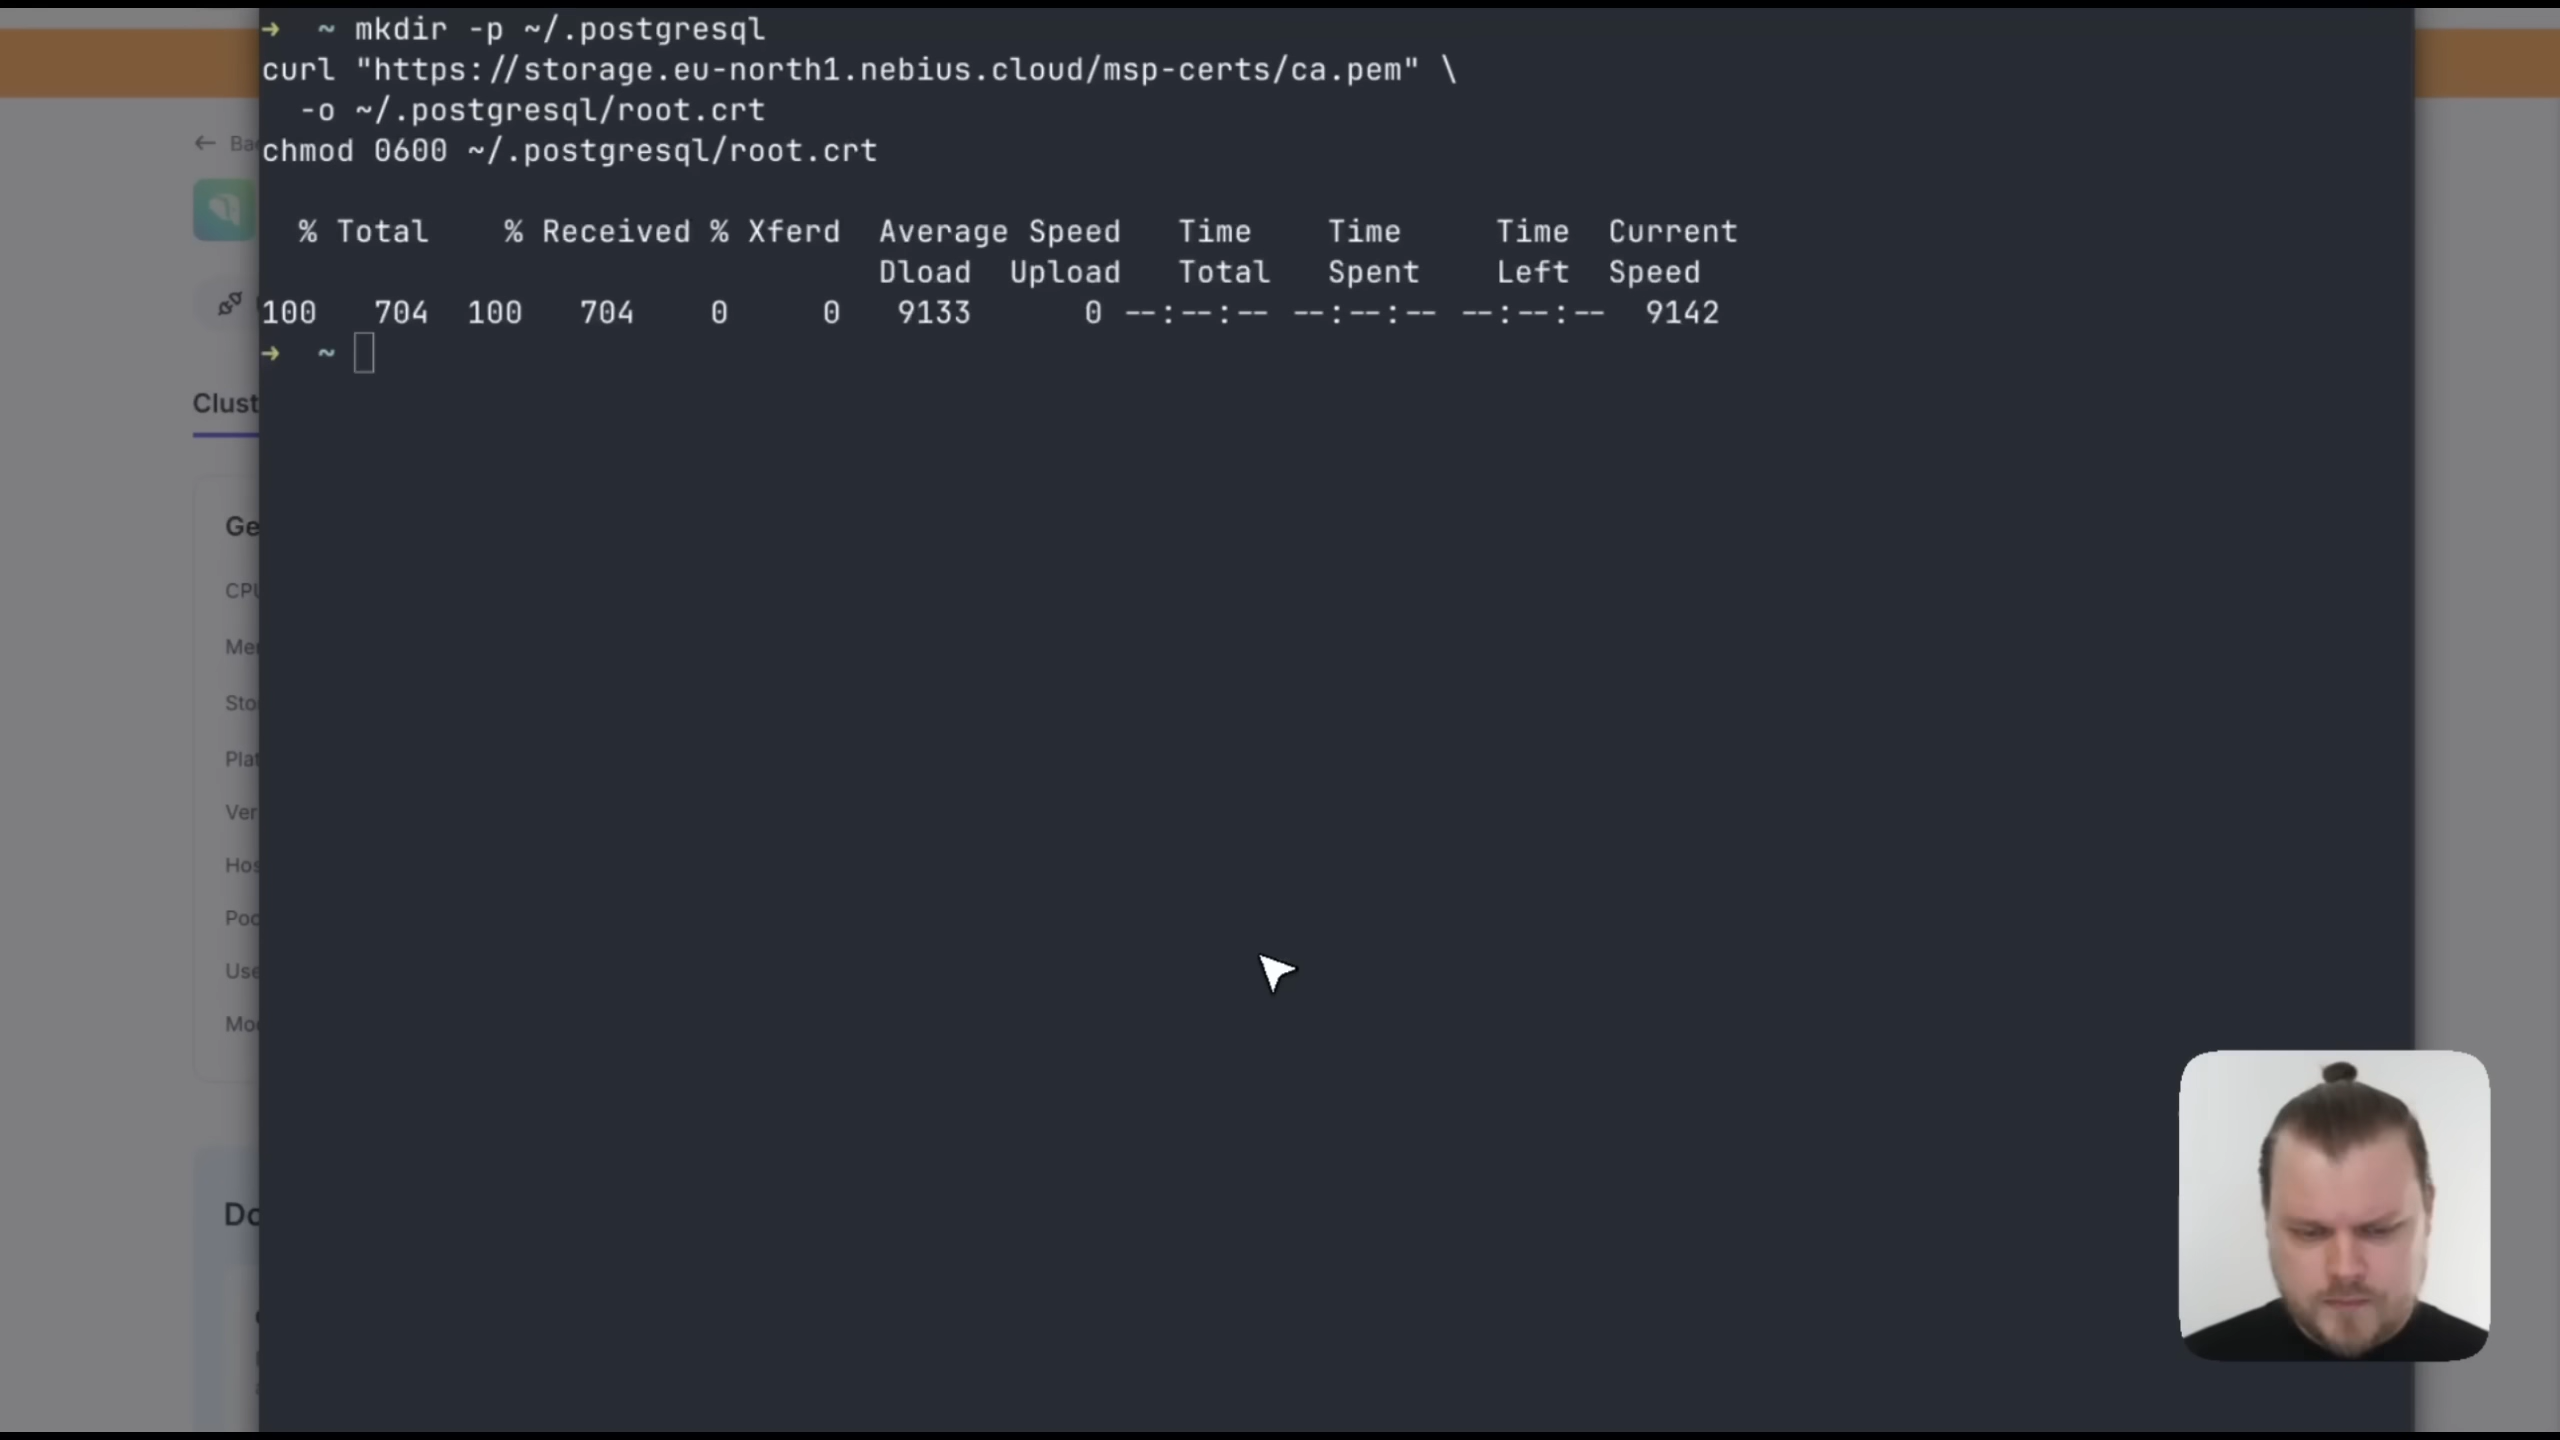 ➜ ~ mkdir -p ~/.postgresql
curl "https://storage.eu-north1.nebius.cloud/msp-certs/ca.pem" \
-o ~/.postgresql/root.crt
chmod 0600 ~/.postgresql/root.crt
% Total % Received % Xferd Average Speed Time Time Time Current
Dload Upload Total Spent Left Speed
100 704 100 704 0 0 9133 0 --:--:-- --:--:-- --:--:-- 9142
➜ ~
← Ba
Clust
Ge
CPU
Me
Sto
Plat
Ver
Hos
Poo
Use
Mo
Do